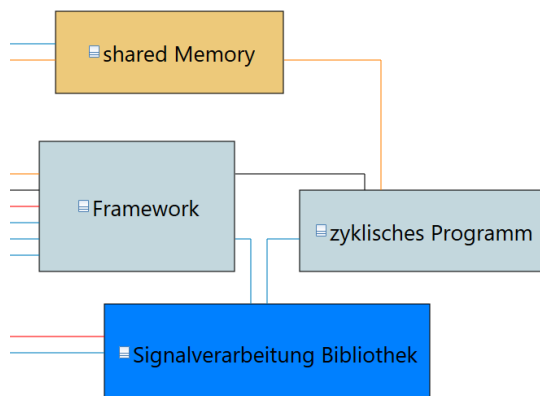 shared Memory
Framework
zyklisches Programm
Signalverarbeitung Bibliothek